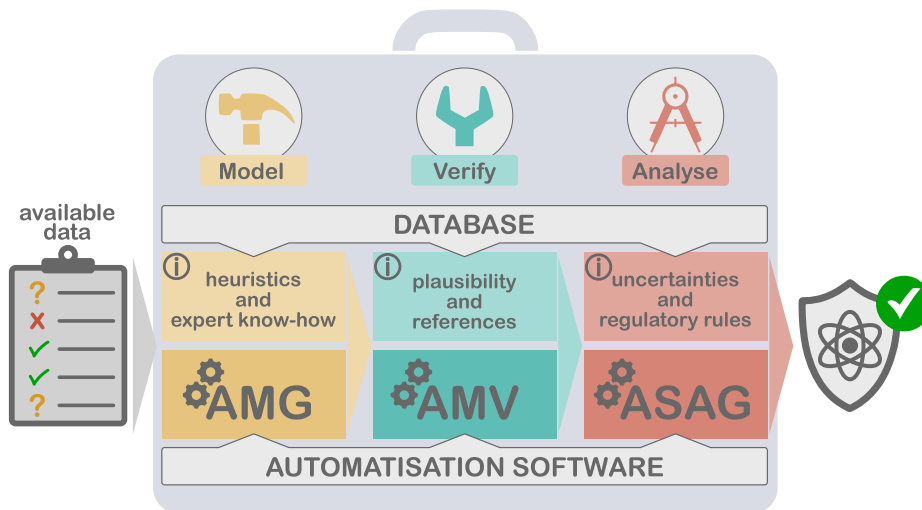 Model
Verify
Analyse
available
data
DATABASE
i
heuristics
and
expert know-how
i
plausibility
and
references
i
uncertainties
and
regulatory rules
?
x
?
AMG
AMV
ASAG
AUTOMATISATION SOFTWARE